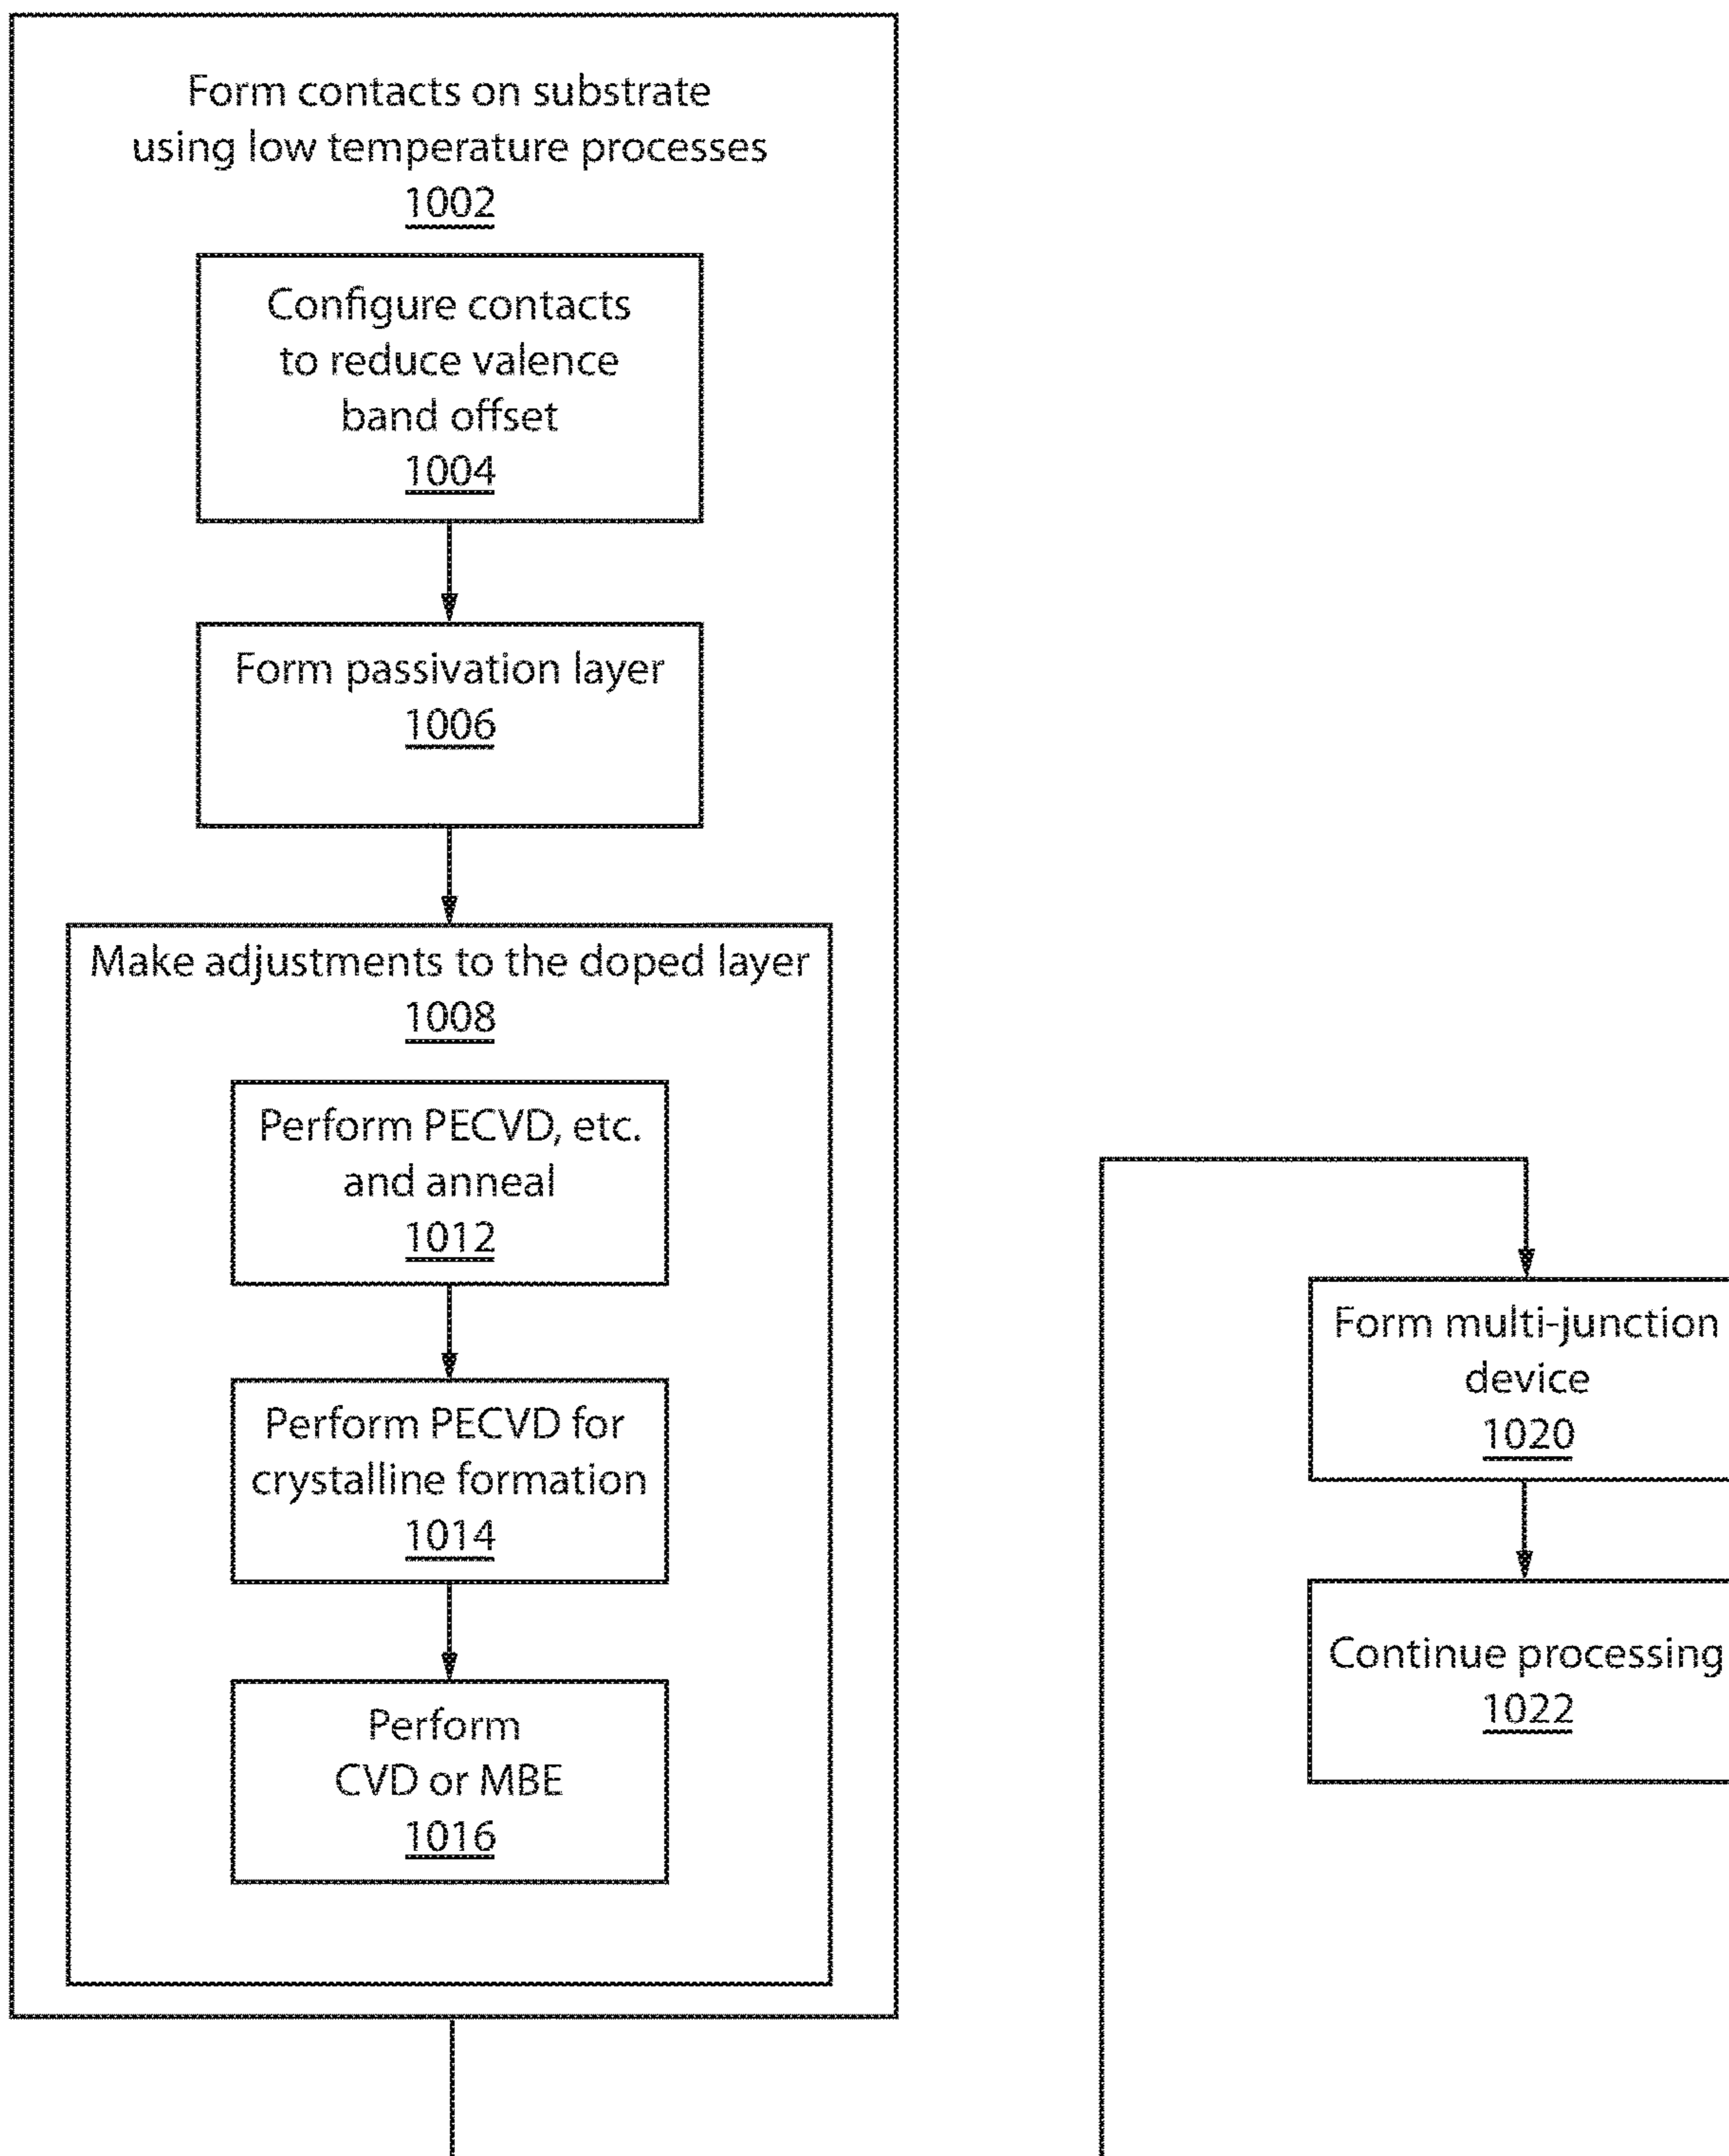 Form contacts on substrate
using low temperature processes
1002
Configure contacts
to reduce valence
band offset
1004
Form passivation layer
1006
Make adjustments to the doped layer
1008
Perform PECVD, etc.
and anneal
1012
Perform PECVD for
crystalline formation
1014
Perform
CVD or MBE
1016
Form multi-junction
device
1020
Continue processing
1022